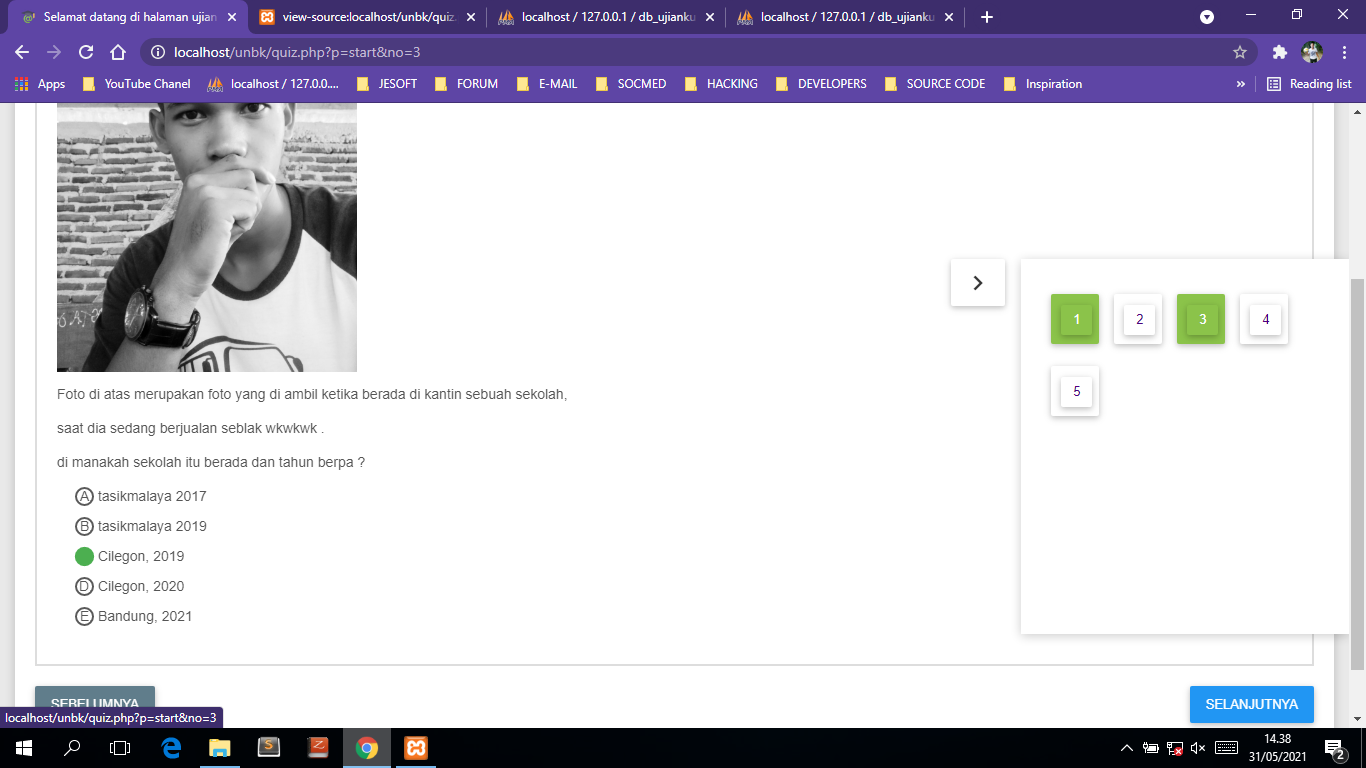 Selamat datang di halaman ujian
view-source:localhost/unbk/quiz.
localhost / 127.0.0.1 / db_ujianku
localhost / 127.0.0.1 / db_ujianku
localhost/unbk/quiz.php?p=start&no=3
Apps
YouTube Chanel
localhost / 127.0.0....
JESOFT
FORUM
E-MAIL
SOCMED
HACKING
DEVELOPERS
SOURCE CODE
Inspiration
»
Reading list
1
2
3
4
5
Foto di atas merupakan foto yang di ambil ketika berada di kantin sebuah sekolah,
saat dia sedang berjualan seblak wkwkwk .
di manakah sekolah itu berada dan tahun berpa ?
A tasikmalaya 2017
B tasikmalaya 2019
Cilegon, 2019
D Cilegon, 2020
E Bandung, 2021
SEBELUMNYA
SELANJUTNYA
localhost/unbk/quiz.php?p=start&no=3
14.38
31/05/2021
2